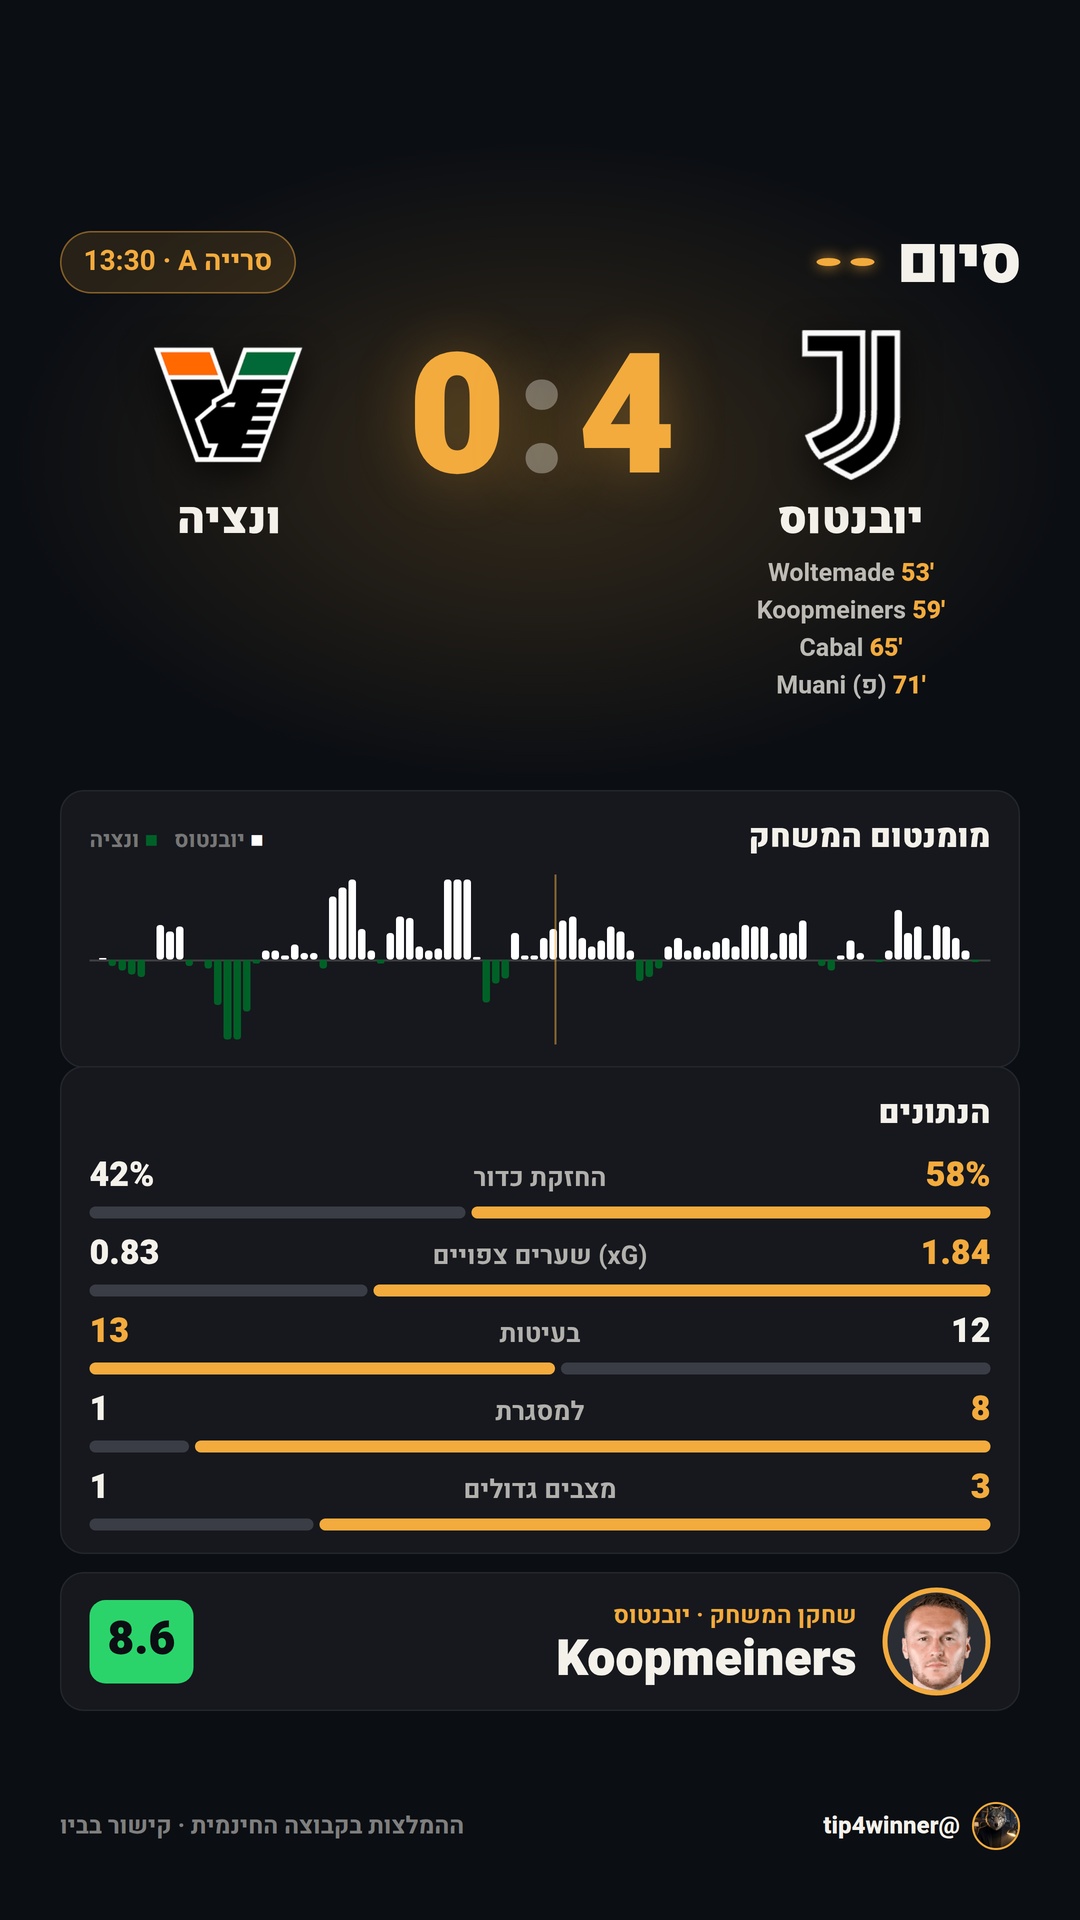 סיום
סרייה A · 13:30
4:0
יובנטוס
ונציה
Woltemade 53'
Koopmeiners 59'
Cabal 65'
Muani (פ) 71'
מומנטום המשחק
יובנטוס ונציה
הנתונים
58% החזקת כדור 42%
1.84 שערים צפויים (xG) 0.83
12 בעיטות 13
8 למסגרת 1
3 מצבים גדולים 1
שחקן המשחק · יובנטוס
Koopmeiners
8.6
@tip4winner
ההמלצות בקבוצה החינמית · קישור בביו